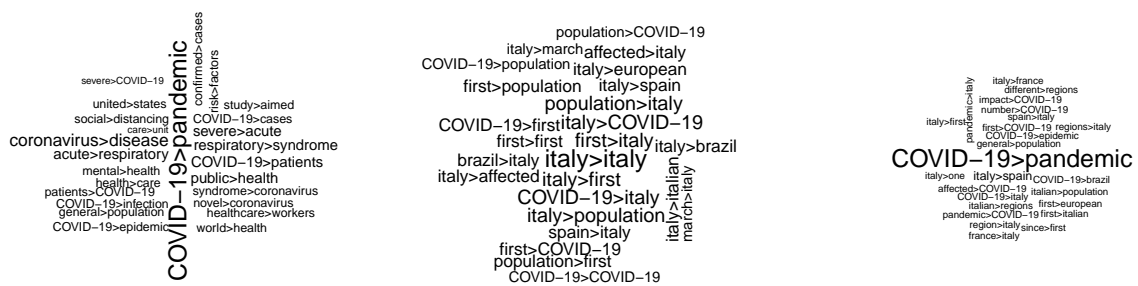 COVID−19>pandemic
confirmed>cases
risk>factors
severe>COVID−19
united>states
study>aimed
social>distancing
COVID−19>cases
care>unit
severe>acute
coronavirus>disease
respiratory>syndrome
acute>respiratory
COVID−19>patients
mental>health
public>health
health>care
patients>COVID−19
syndrome>coronavirus
COVID−19>infection
novel>coronavirus
general>population
healthcare>workers
COVID−19>epidemic
world>health
population>COVID−19
italy>march
affected>italy
COVID−19>population
italy>european
first>population
italy>spain
population>italy
COVID−19>first
italy>COVID−19
first>first
first>italy
italy>brazil
brazil>italy
italy>italy
italy>affected
italy>first
italy>italian
march>italy
COVID−19>italy
italy>population
spain>italy
first>COVID−19
population>first
COVID−19>COVID−19
pandemic>italy
italy>france
different>regions
impact>COVID−19
number>COVID−19
spain>italy
italy>first
first>COVID−19
regions>italy
COVID−19>epidemic
general>population
COVID−19>pandemic
italy>one
italy>spain
COVID−19>brazil
affected>COVID−19
italian>population
COVID−19>italy
italian>regions
first>european
pandemic>COVID−19
first>italian
region>italy
since>first
france>italy